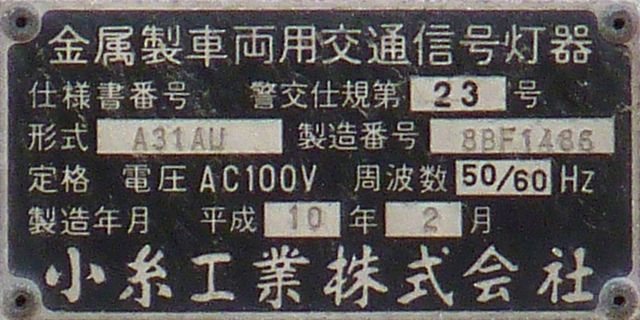 金属製車両用交通信号灯器
仕様書番号 警交仕規第 23 号
形式 A31AU 製造番号 8BF1466
定格 電圧 AC100V 周波数 50/60 Hz
製造年月 平成 10 年 2 月
小糸工業株式会社